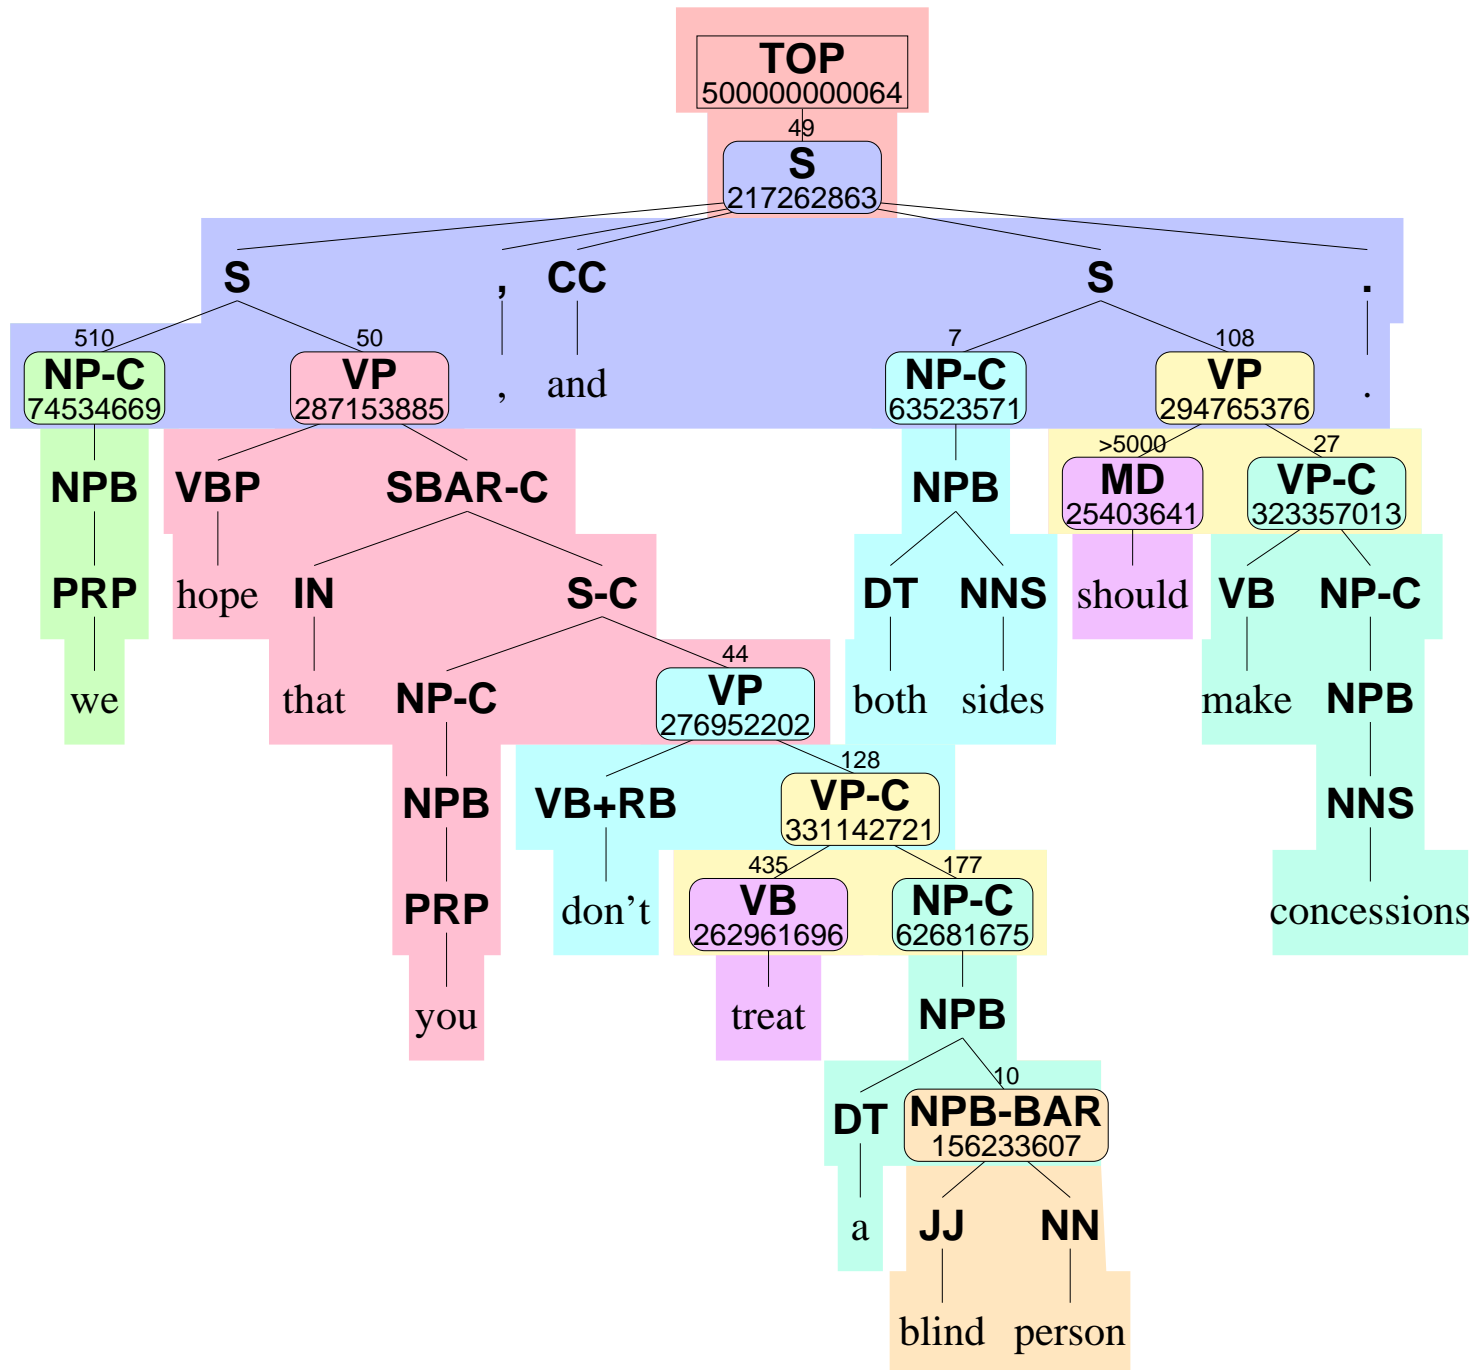 TOP
500000000064
49
S
217262863
S , CC S .
510 50 7 108
NP-C VP , and NP-C VP .
74534669 287153885 63523571 294765376
>5000 27
NPB VBP SBAR-C NPB MD VP-C
25403641 323357013
PRP hope IN S-C DT NNS should VB NP-C
44
we that NP-C VP both sides make NPB
276952202
128
NPB VB+RB VP-C NNS
331142721
435 177
PRP don't VB NP-C concessions
262961696 62681675
you treat NPB
10
DT NPB-BAR
156233607
a JJ NN
blind person